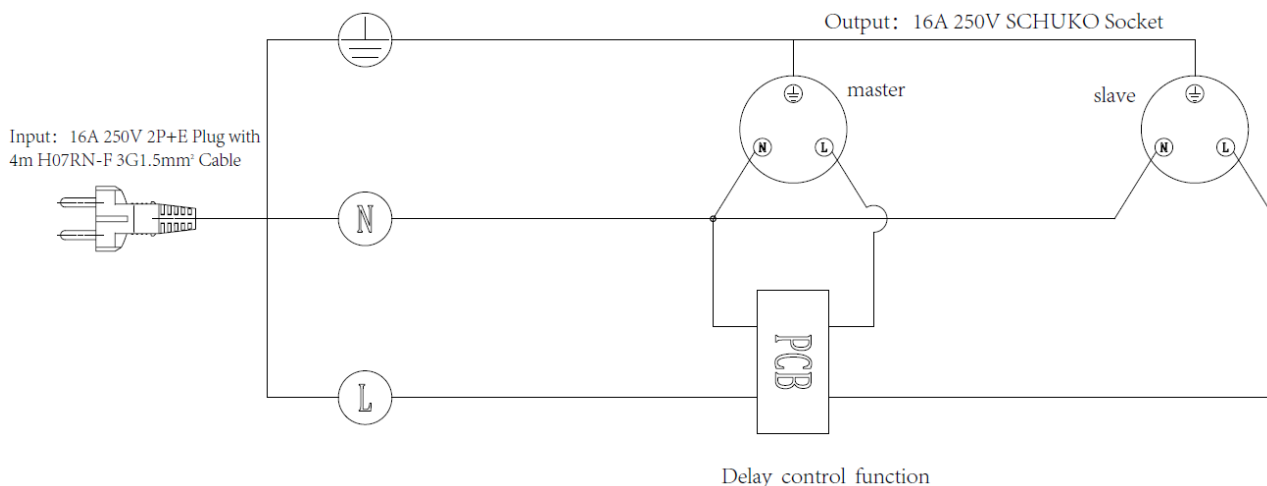 Output: 16A 250V SCHUKO Socket
master
slave
N L
N L
Input: 16A 250V 2P+E Plug with
4m H07RN-F 3G1.5mm² Cable
N
PCB
L
Delay control function